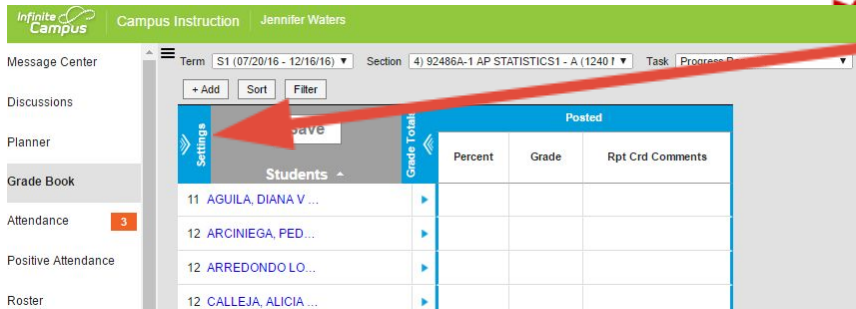 Infinite Campus
Campus Instruction Jennifer Waters
Message Center
Discussions
Planner
Grade Book
Attendance 3
Positive Attendance
Roster
Term S1 (07/20/16 - 12/16/16) Section 4) 92486A-1 AP STATISTICS1 - A (1240 Task
+ Add Sort Filter
Settings
Save
Students
Grade Totals
Posted
Percent Grade Rpt Crd Comments
11 AGUILA, DIANA V ...
12 ARCINIEGA, PED...
12 ARREDONDO LO...
12 CALLEJA, ALICIA ...